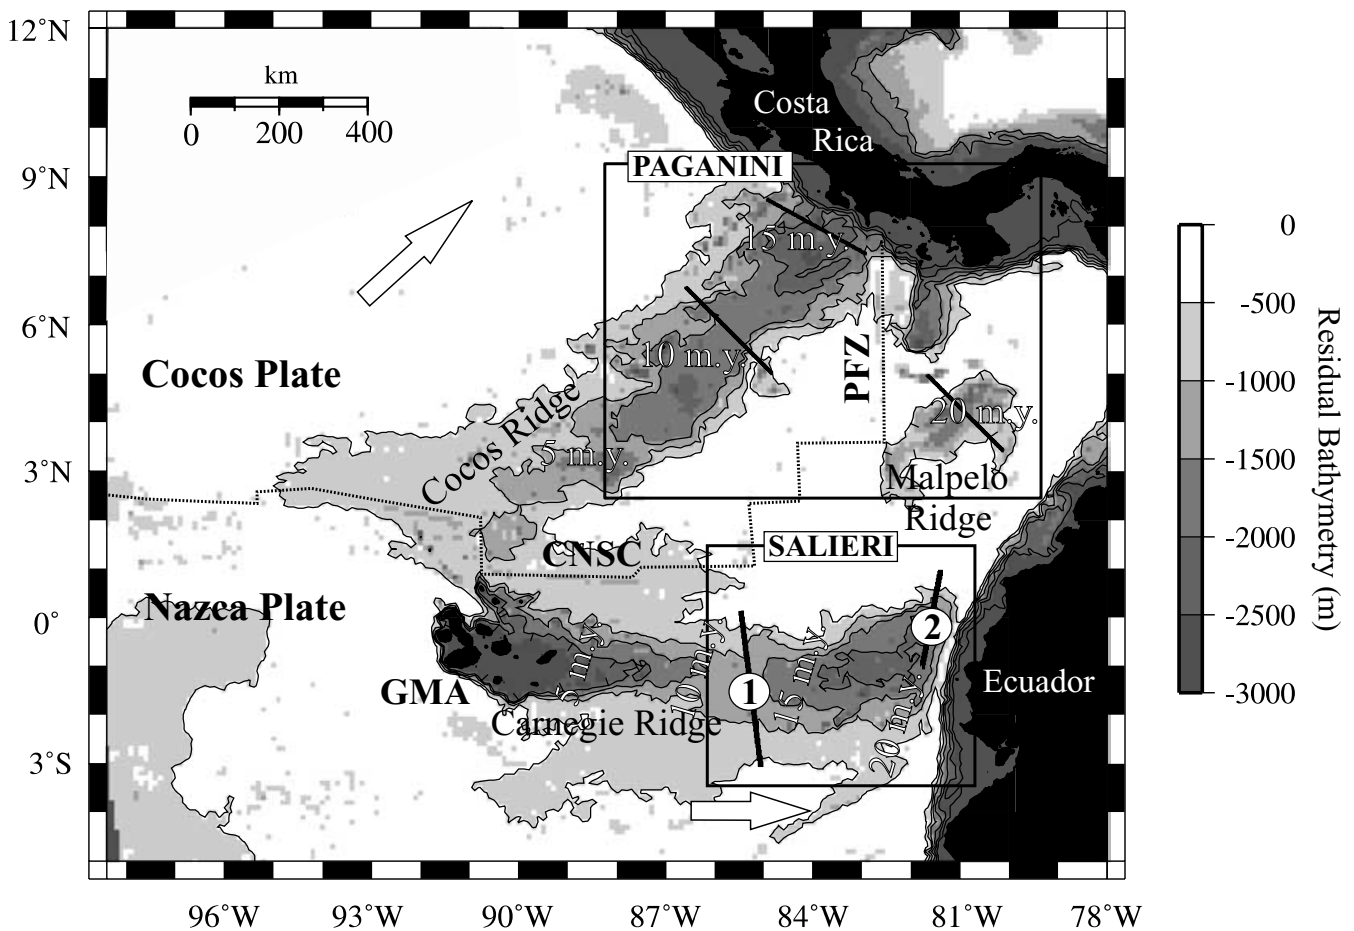 12˚N
9˚N
6˚N
3˚N
0˚
3˚S
96˚W
93˚W
90˚W
87˚W
84˚W
81˚W
78˚W
km
0
200
400
Costa
Rica
PAGANINI
15 m.y.
10 m.y.
5 m.y.
20 m.y.
Cocos Plate
Cocos Ridge
PFZ
Malpelo
Ridge
CNSC
SALIERI
Nazca Plate
GMA
Carnegie Ridge
5 m.y.
10 m.y.
15 m.y.
20 m.y.
1
2
Ecuador
0
-500
-1000
-1500
-2000
-2500
-3000
Residual Bathymetry (m)